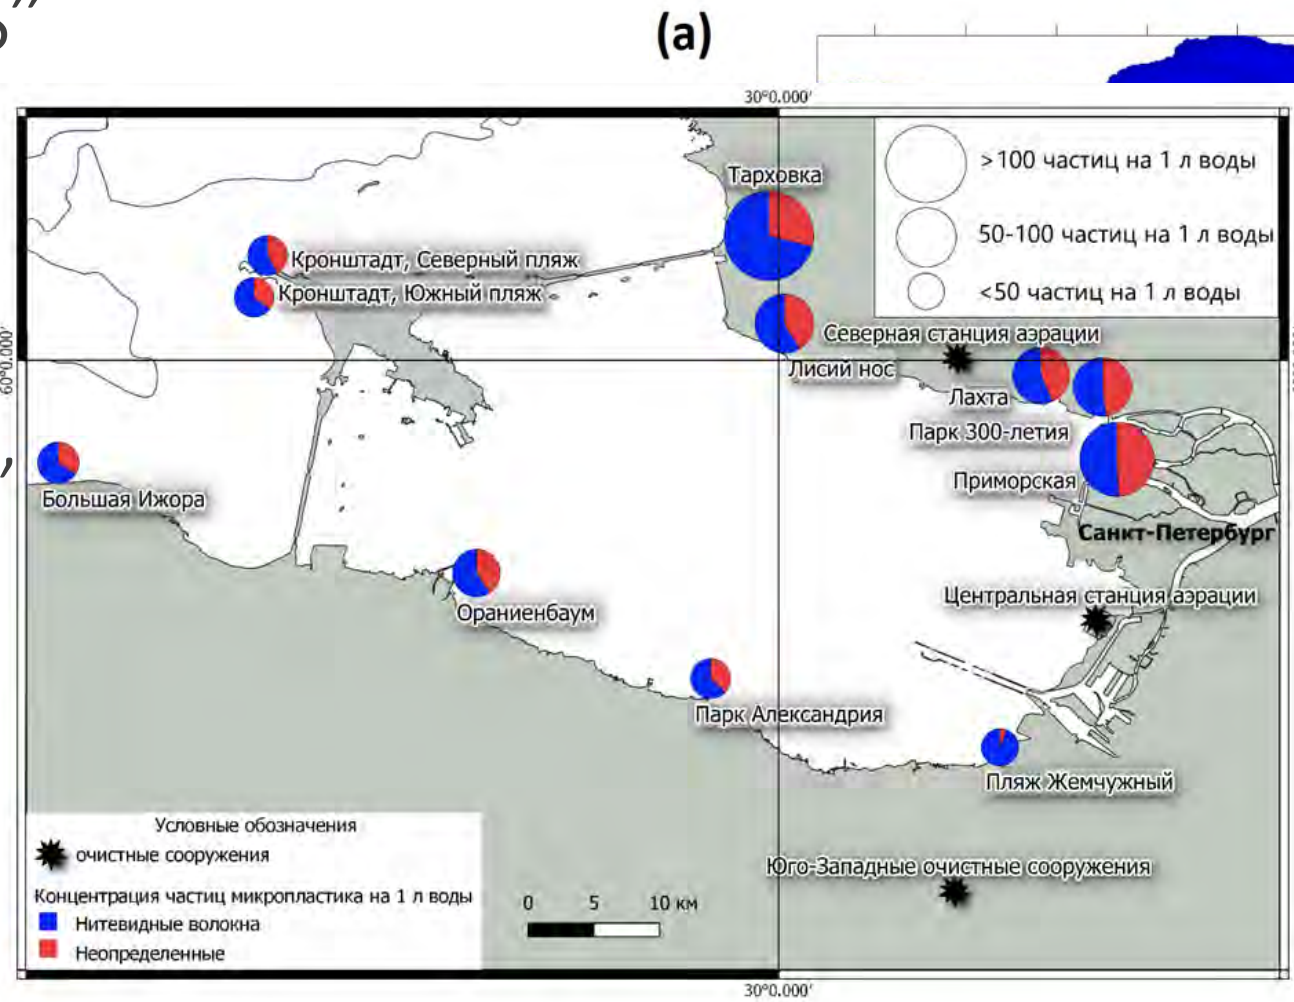 ”
(a)
30°0.000'
>100 частиц на 1 л воды
50-100 частиц на 1 л воды
<50 частиц на 1 л воды
Тарховка
Кронштадт, Северный пляж
Кронштадт, Южный пляж
Северная станция аэрации
60°0.000'
Лисий нос
Лахта
Парк 300-летия
Приморская
Большая Ижора
Санкт-Петербург
Центральная станция аэрации
Ораниенбаум
Парк Александрия
Пляж Жемчужный
Юго-Западные очистные сооружения
Условные обозначения
очистные сооружения
Концентрация частиц микропластика на 1 л воды
Нитевидные волокна
Неопределенные
0 5 10 км
30°0.000'